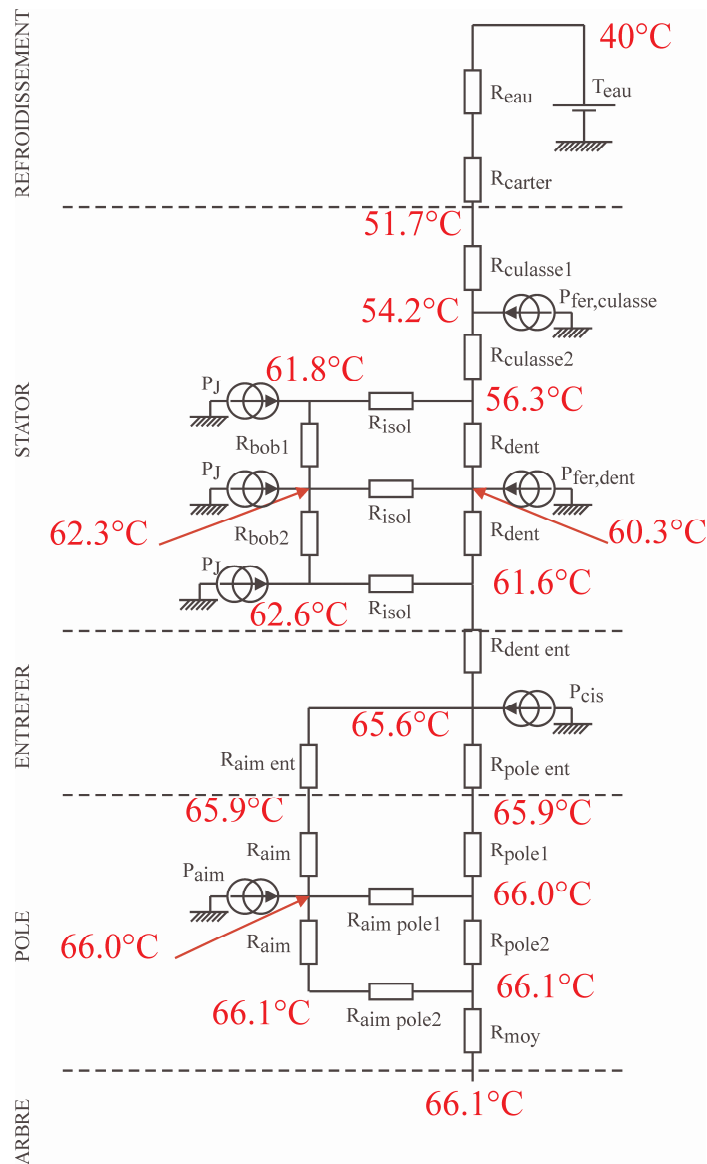 REFROIDISSEMENT
40°C
Teau
Reau
Rcarter
51.7°C
STATOR
Rculasse1
54.2°C
Pfer,culasse
Rculasse2
PJ
61.8°C
56.3°C
Risol
Rbob1
Rdent
PJ
Pfer,dent
Risol
62.3°C
60.3°C
Rbob2
Rdent
PJ
61.6°C
62.6°C
Risol
ENTREFER
Rdent ent
Pcis
65.6°C
Raim ent
Rpole ent
POLE
65.9°C
65.9°C
Raim
Rpole1
Paim
66.0°C
Raim pole1
66.0°C
Raim
Rpole2
66.1°C
66.1°C
Raim pole2
Rmoy
ARBRE
66.1°C